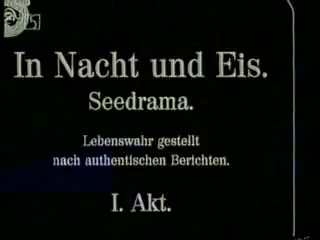 In Nacht und Eis.
Seedrama.
Lebenswahr gestellt
nach authentischen Berichten.
I. Akt.